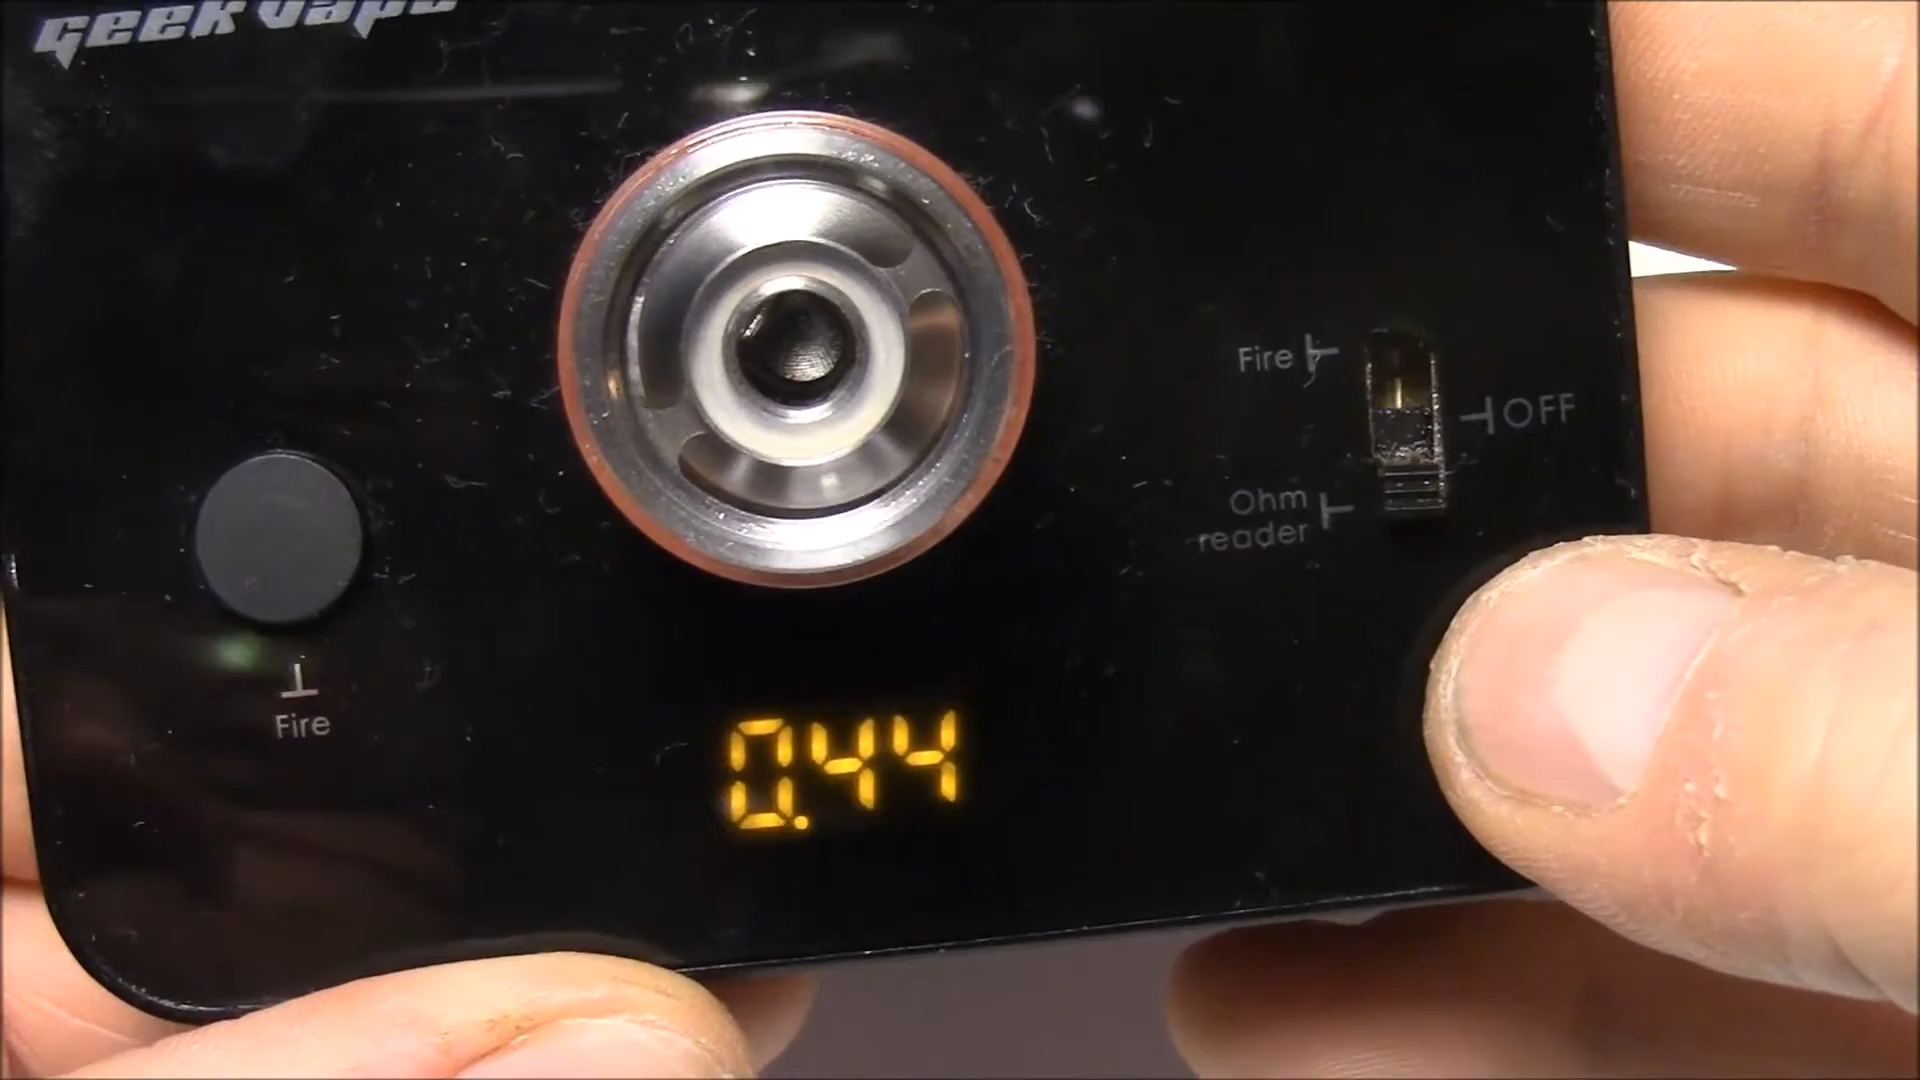 GEEK VAPE
Fire
OFF
Ohm
reader
Fire
0.44